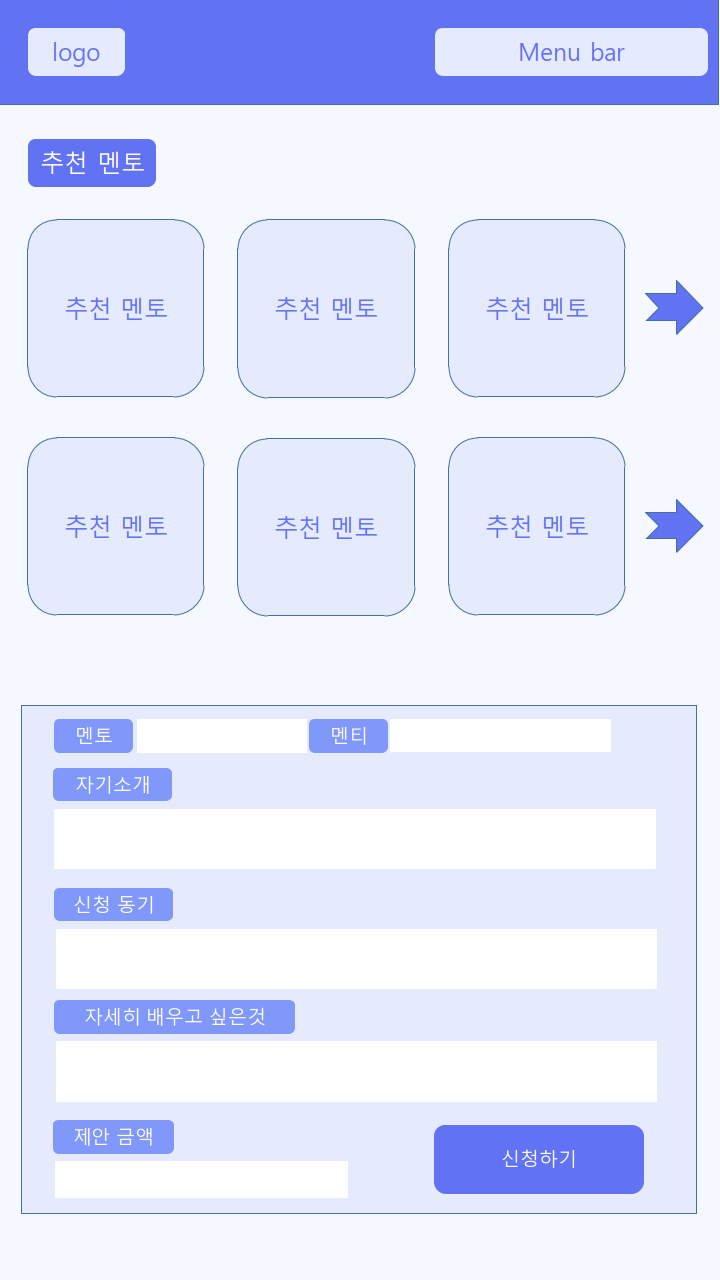 logo
Menu bar
추천 멘토
추천 멘토
추천 멘토
추천 멘토
추천 멘토
추천 멘토
추천 멘토
멘토
멘티
자기소개
신청 동기
자세히 배우고 싶은것
제안 금액
신청하기